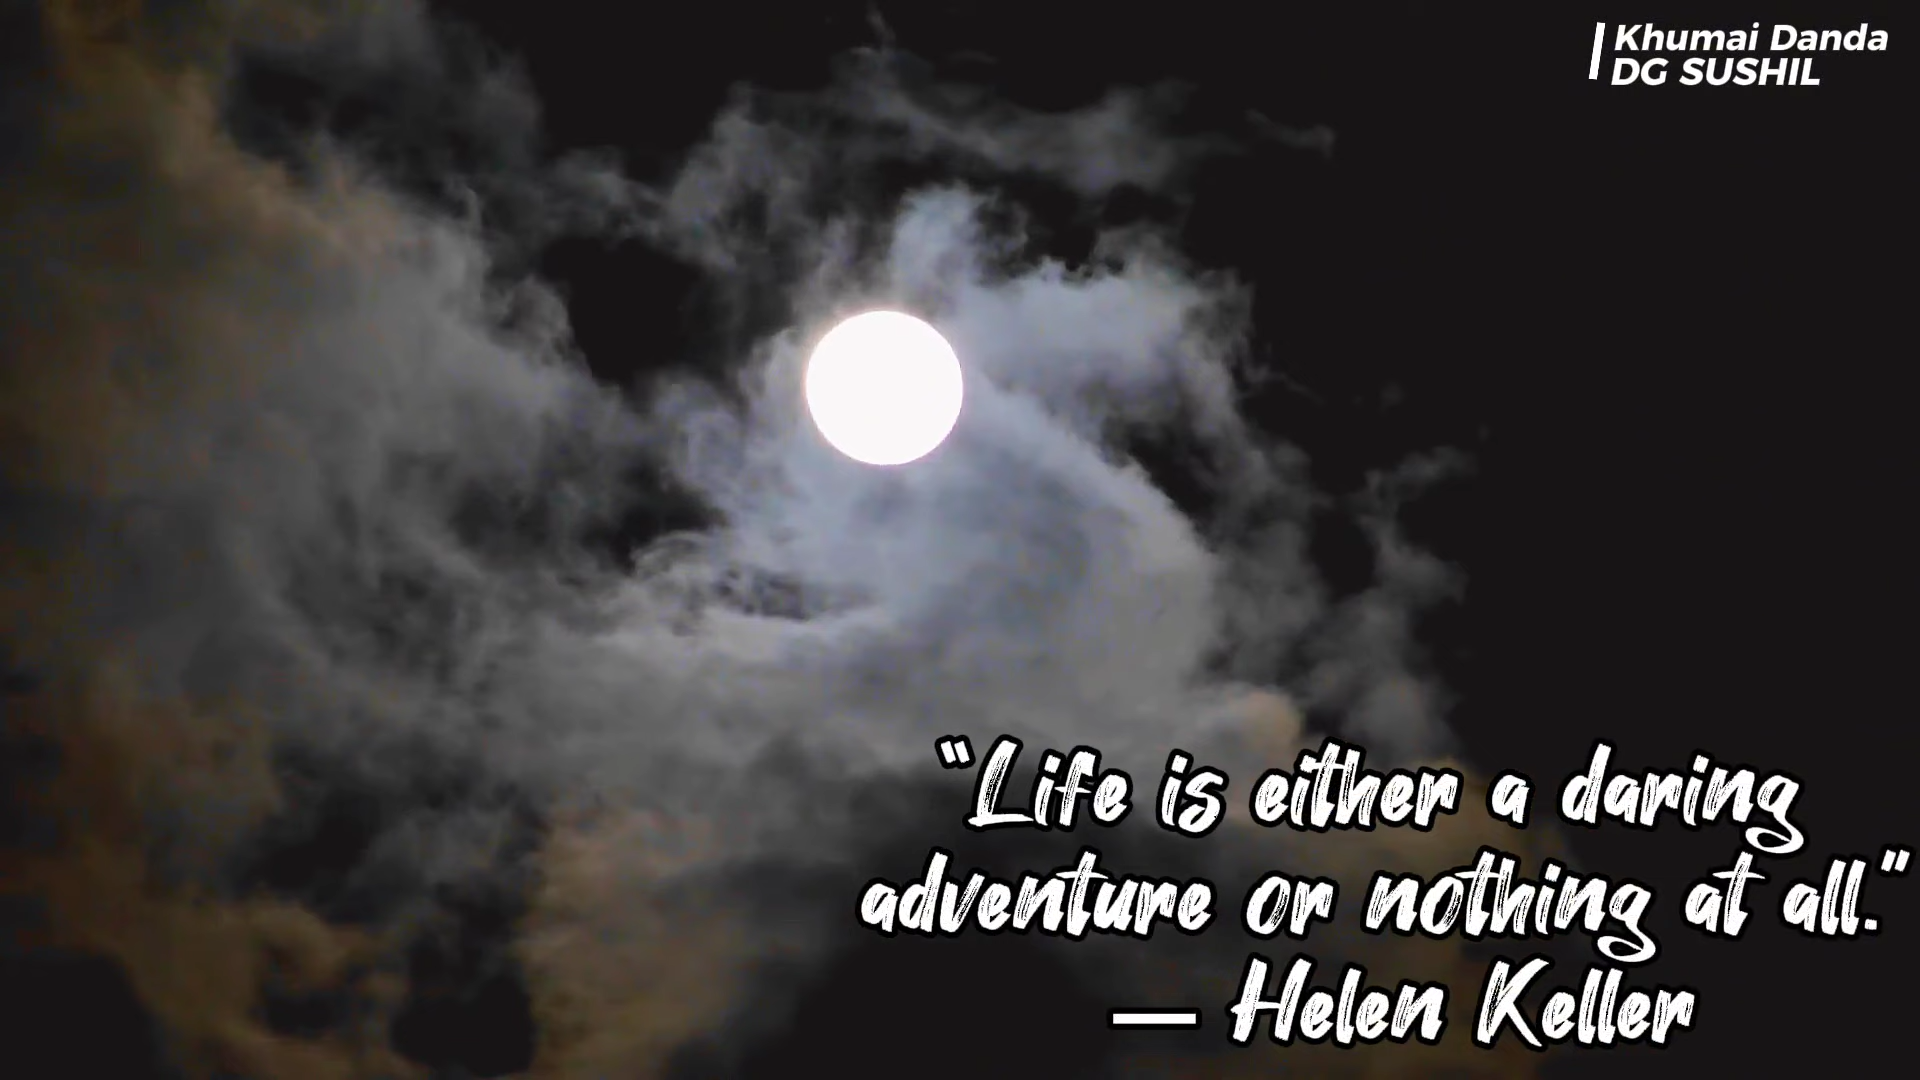 Khumai Danda
DG SUSHIL
"Life is either a daring
adventure or nothing at all."
— Helen Keller